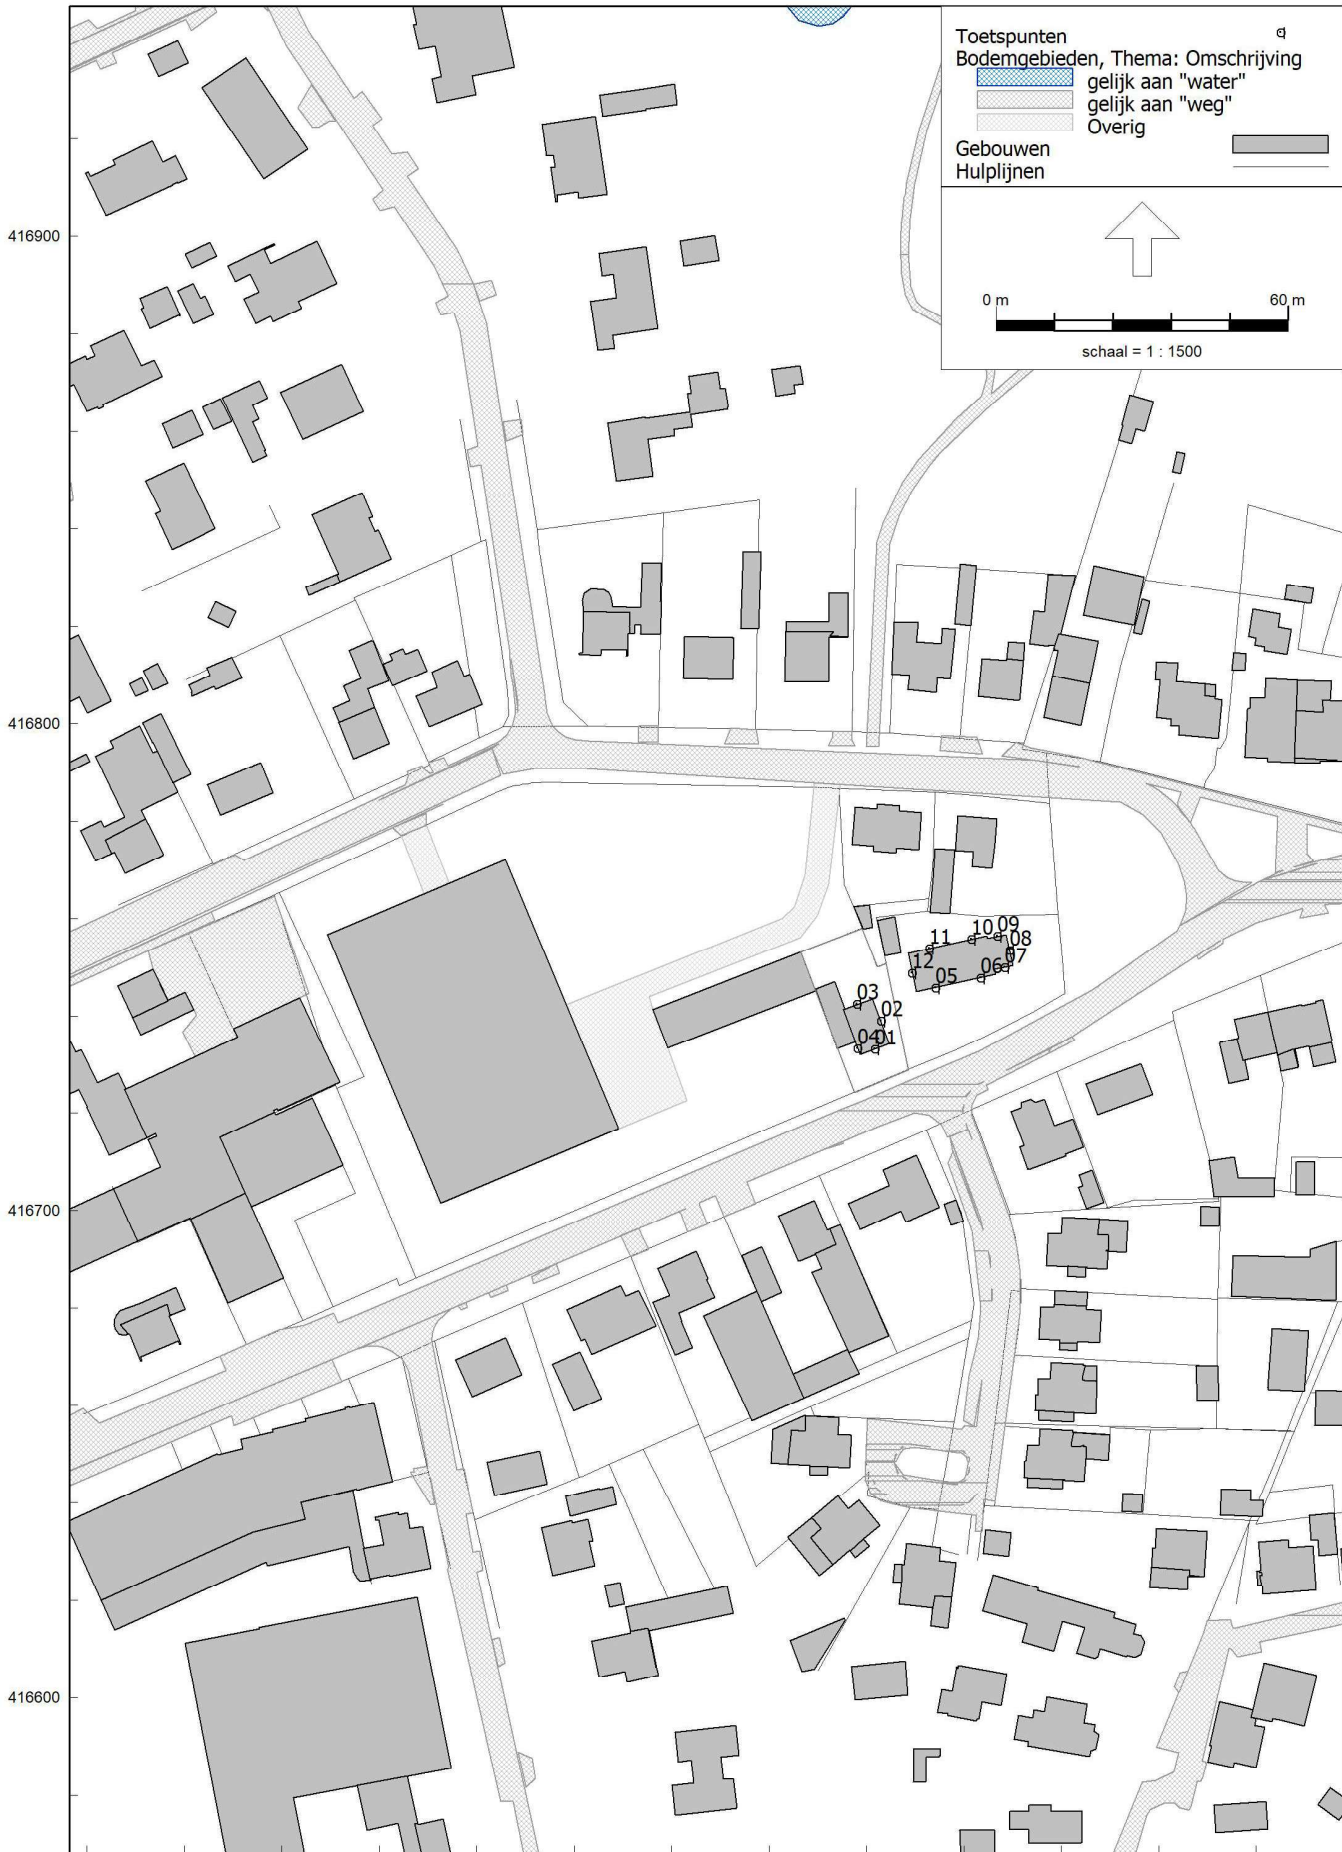 Toetspunten
Bodemgebieden, Thema: Omschrijving
gelijk aan "water"
gelijk aan "weg"
Overig
Gebouwen
Hulplijnen
0 m 60 m
schaal = 1 : 1500
416900
416800
416700
416600
09
10
11
08
07
12
06
05
03
02
04
01